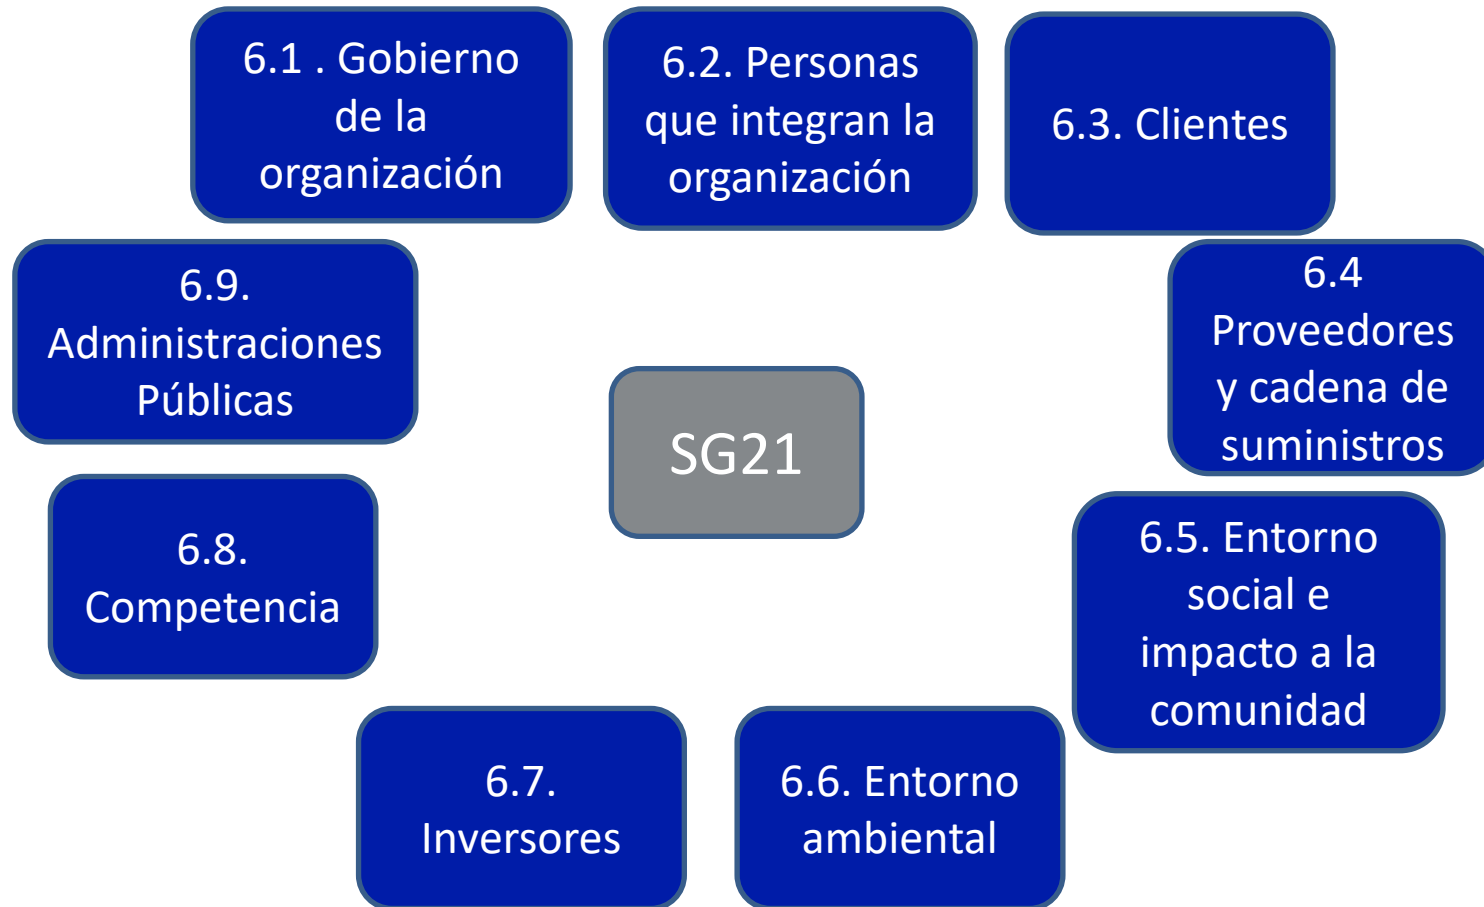 6.1 . Gobierno
de la
organización
6.2. Personas
que integran la
organización
6.3. Clientes
6.4
Proveedores
y cadena de
suministros
6.5. Entorno
social e
impacto a la
comunidad
6.6. Entorno
ambiental
6.7.
Inversores
6.8.
Competencia
6.9.
Administraciones
Públicas
SG21